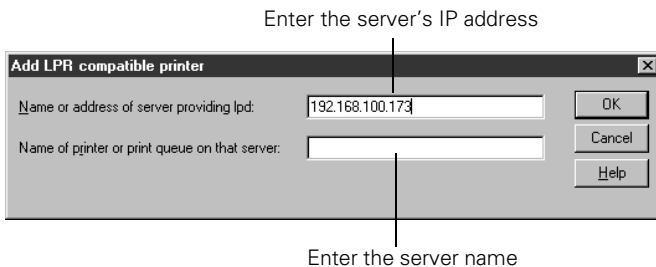 Enter the server's IP address
Add LPR compatible printer
Name or address of server providing lpd: 192.168.100.173 OK
Name of printer or print queue on that server: Cancel
Help
Enter the server name